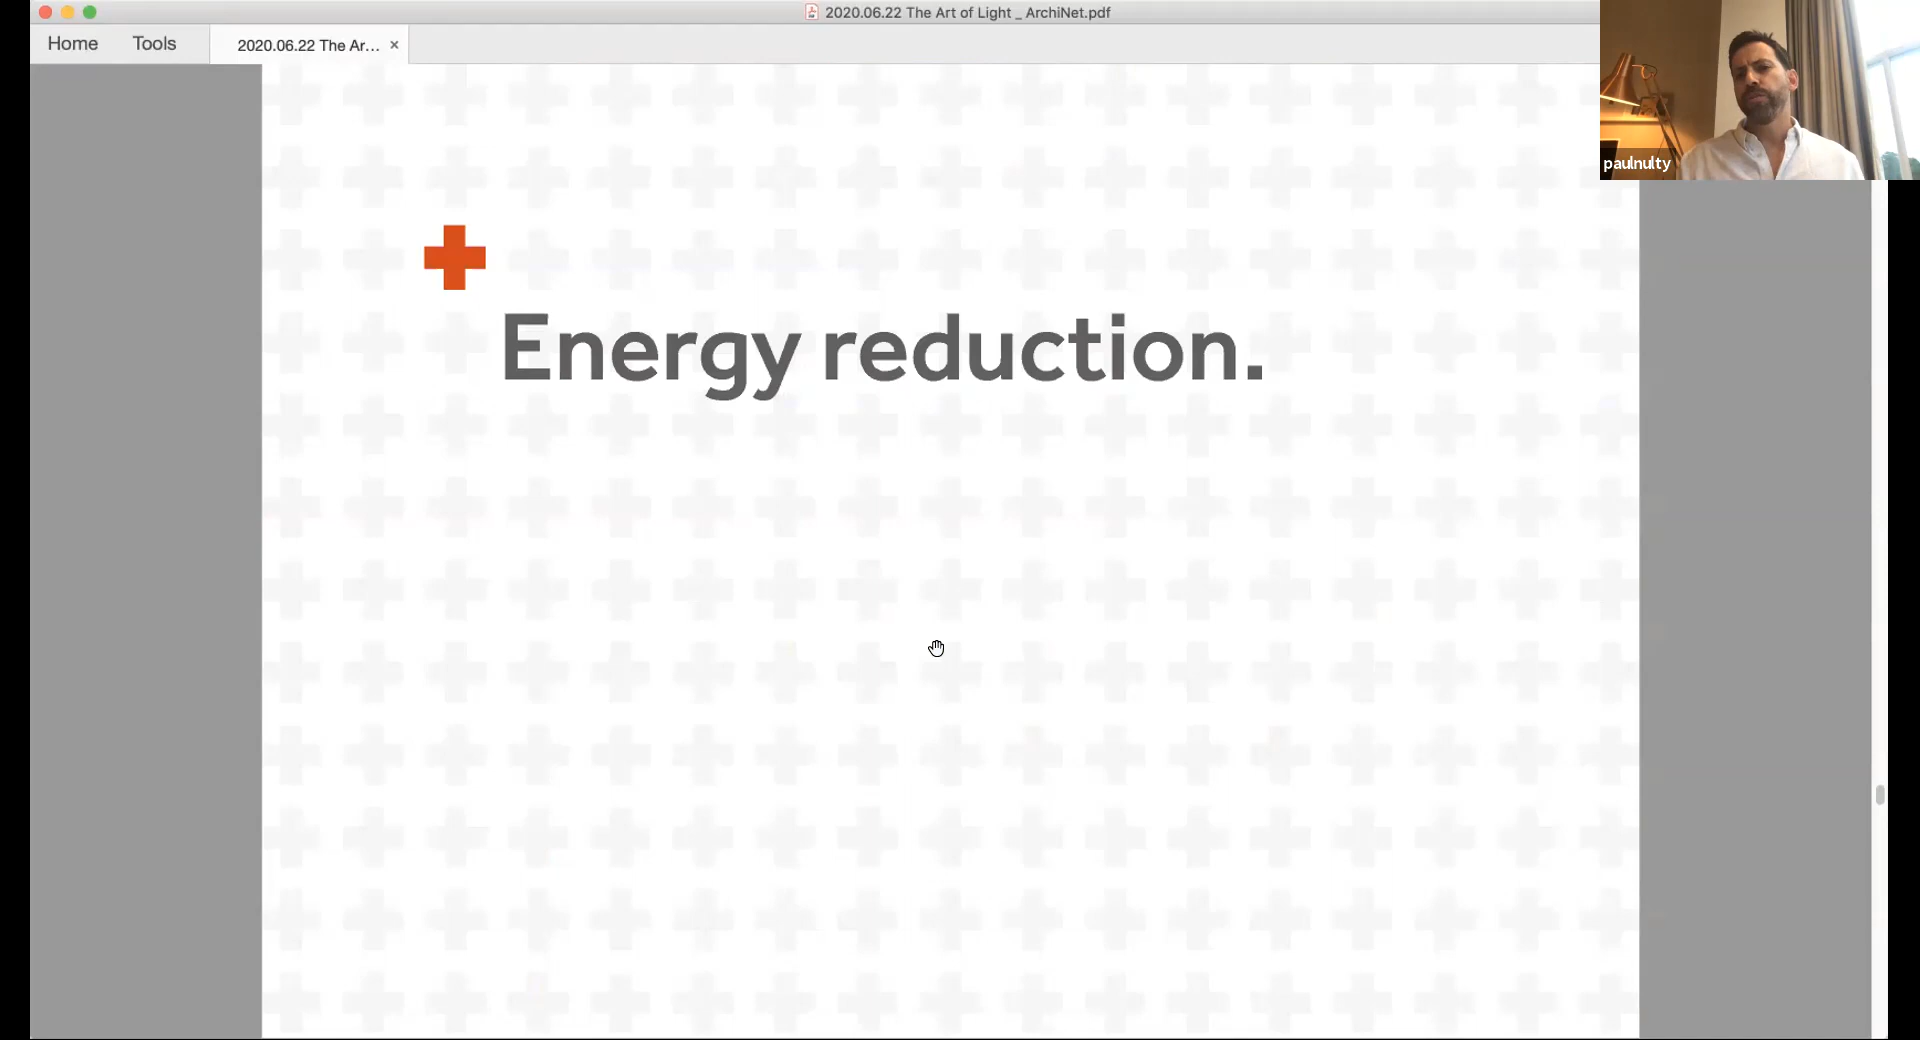 2020.06.22 The Art of Light _ ArchiNet.pdf
Home
Tools
2020.06.22 The Ar...
paulnulty
Energy reduction.